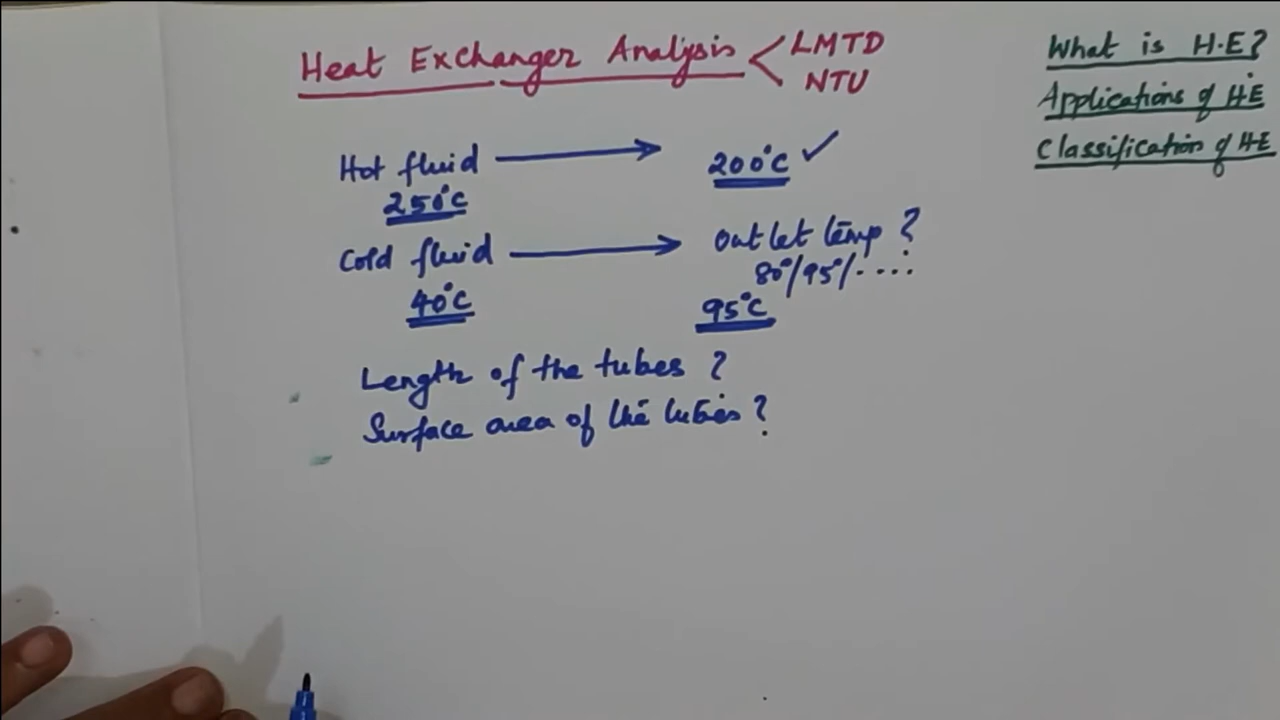 Heat Exchanger Analysis < LMTD
NTU
What is H.E?
Applications of H.E
Classification of H.E
Hot fluid → 200°C ✓
250°C
Cold fluid → Outlet temp ?
80°/95°/....
40°C 95°C
Length of the tubes ?
Surface area of the tubes ?